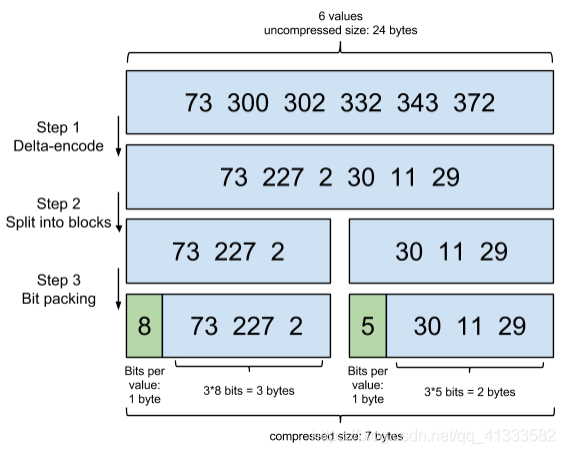 6 values
uncompressed size: 24 bytes
73 300 302 332 343 372
Step 1
Delta-encode
73 227 2 30 11 29
Step 2
Split into blocks
73 227 2
30 11 29
Step 3
Bit packing
8
73 227 2
5
30 11 29
Bits per
value:
1 byte
3*8 bits = 3 bytes
Bits per
value:
1 byte
3*5 bits = 2 bytes
compressed size: 7 bytes
sdn.net/qq_41333582